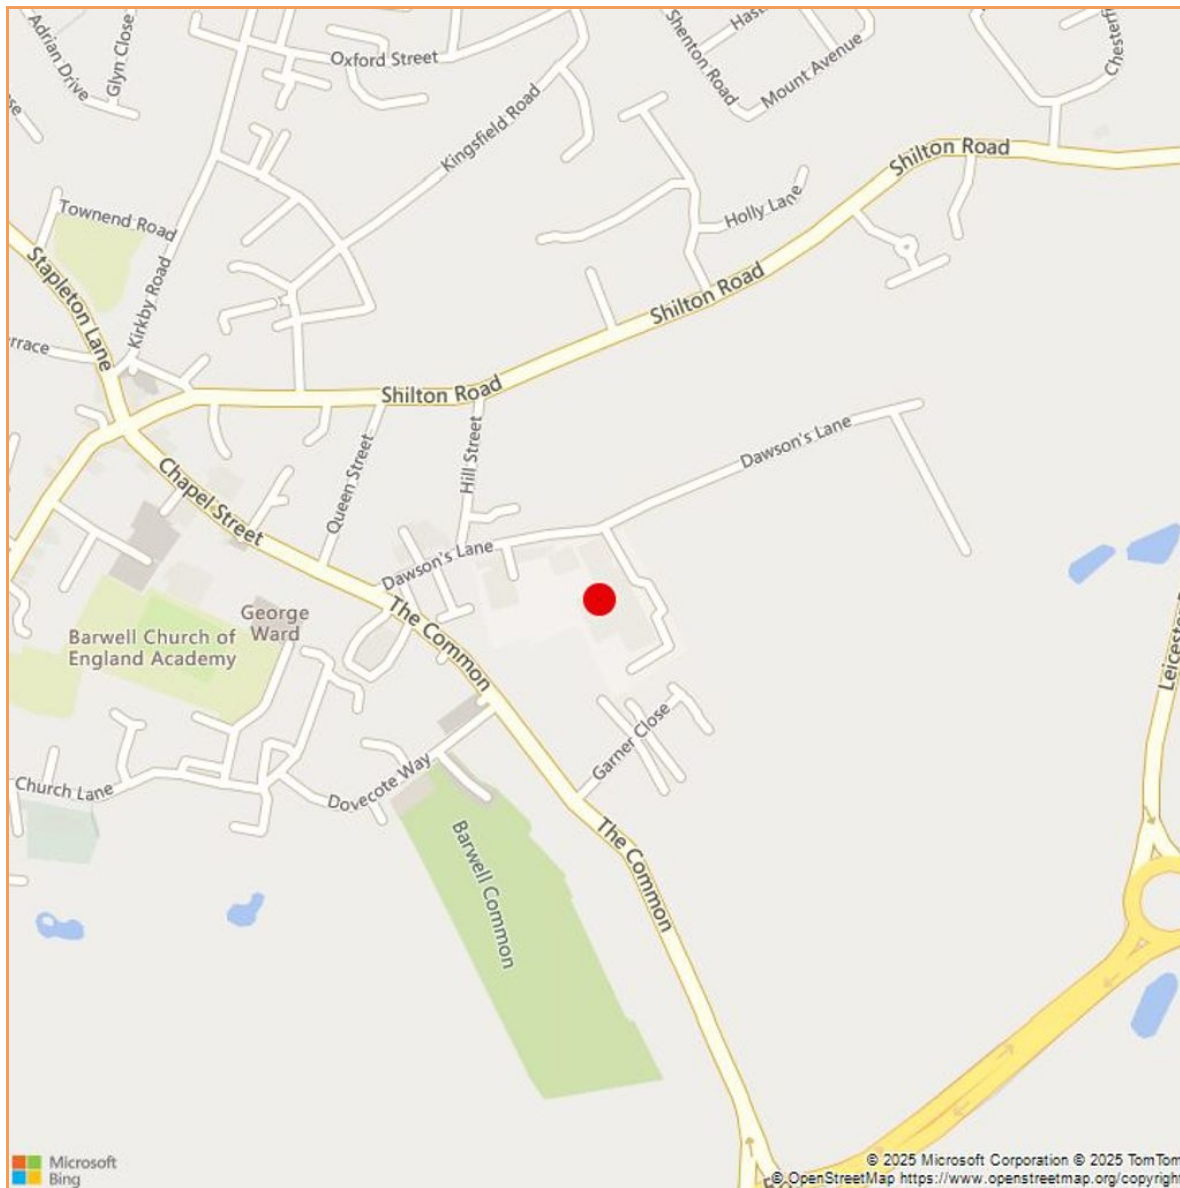 Adrian Drive
Glyn Close
Oxford Street
Shenton Road
Mount Avenue
Kingsfield Road
Shilton Road
Townend Road
Holly Lane
Stapleton Lane
Kirkby Road
Shilton Road
Shilton Road
Hill Street
Queen Street
Dawson's Lane
Chapel Street
Dawson's Lane
The Common
George
Ward
Barwell Church of
England Academy
Garner Close
Dovecote Way
Church Lane
The Common
Barwell Common
Microsoft
Bing
© 2025 Microsoft Corporation © 2025 TomTom
© OpenStreetMap https://www.openstreetmap.org/copyright